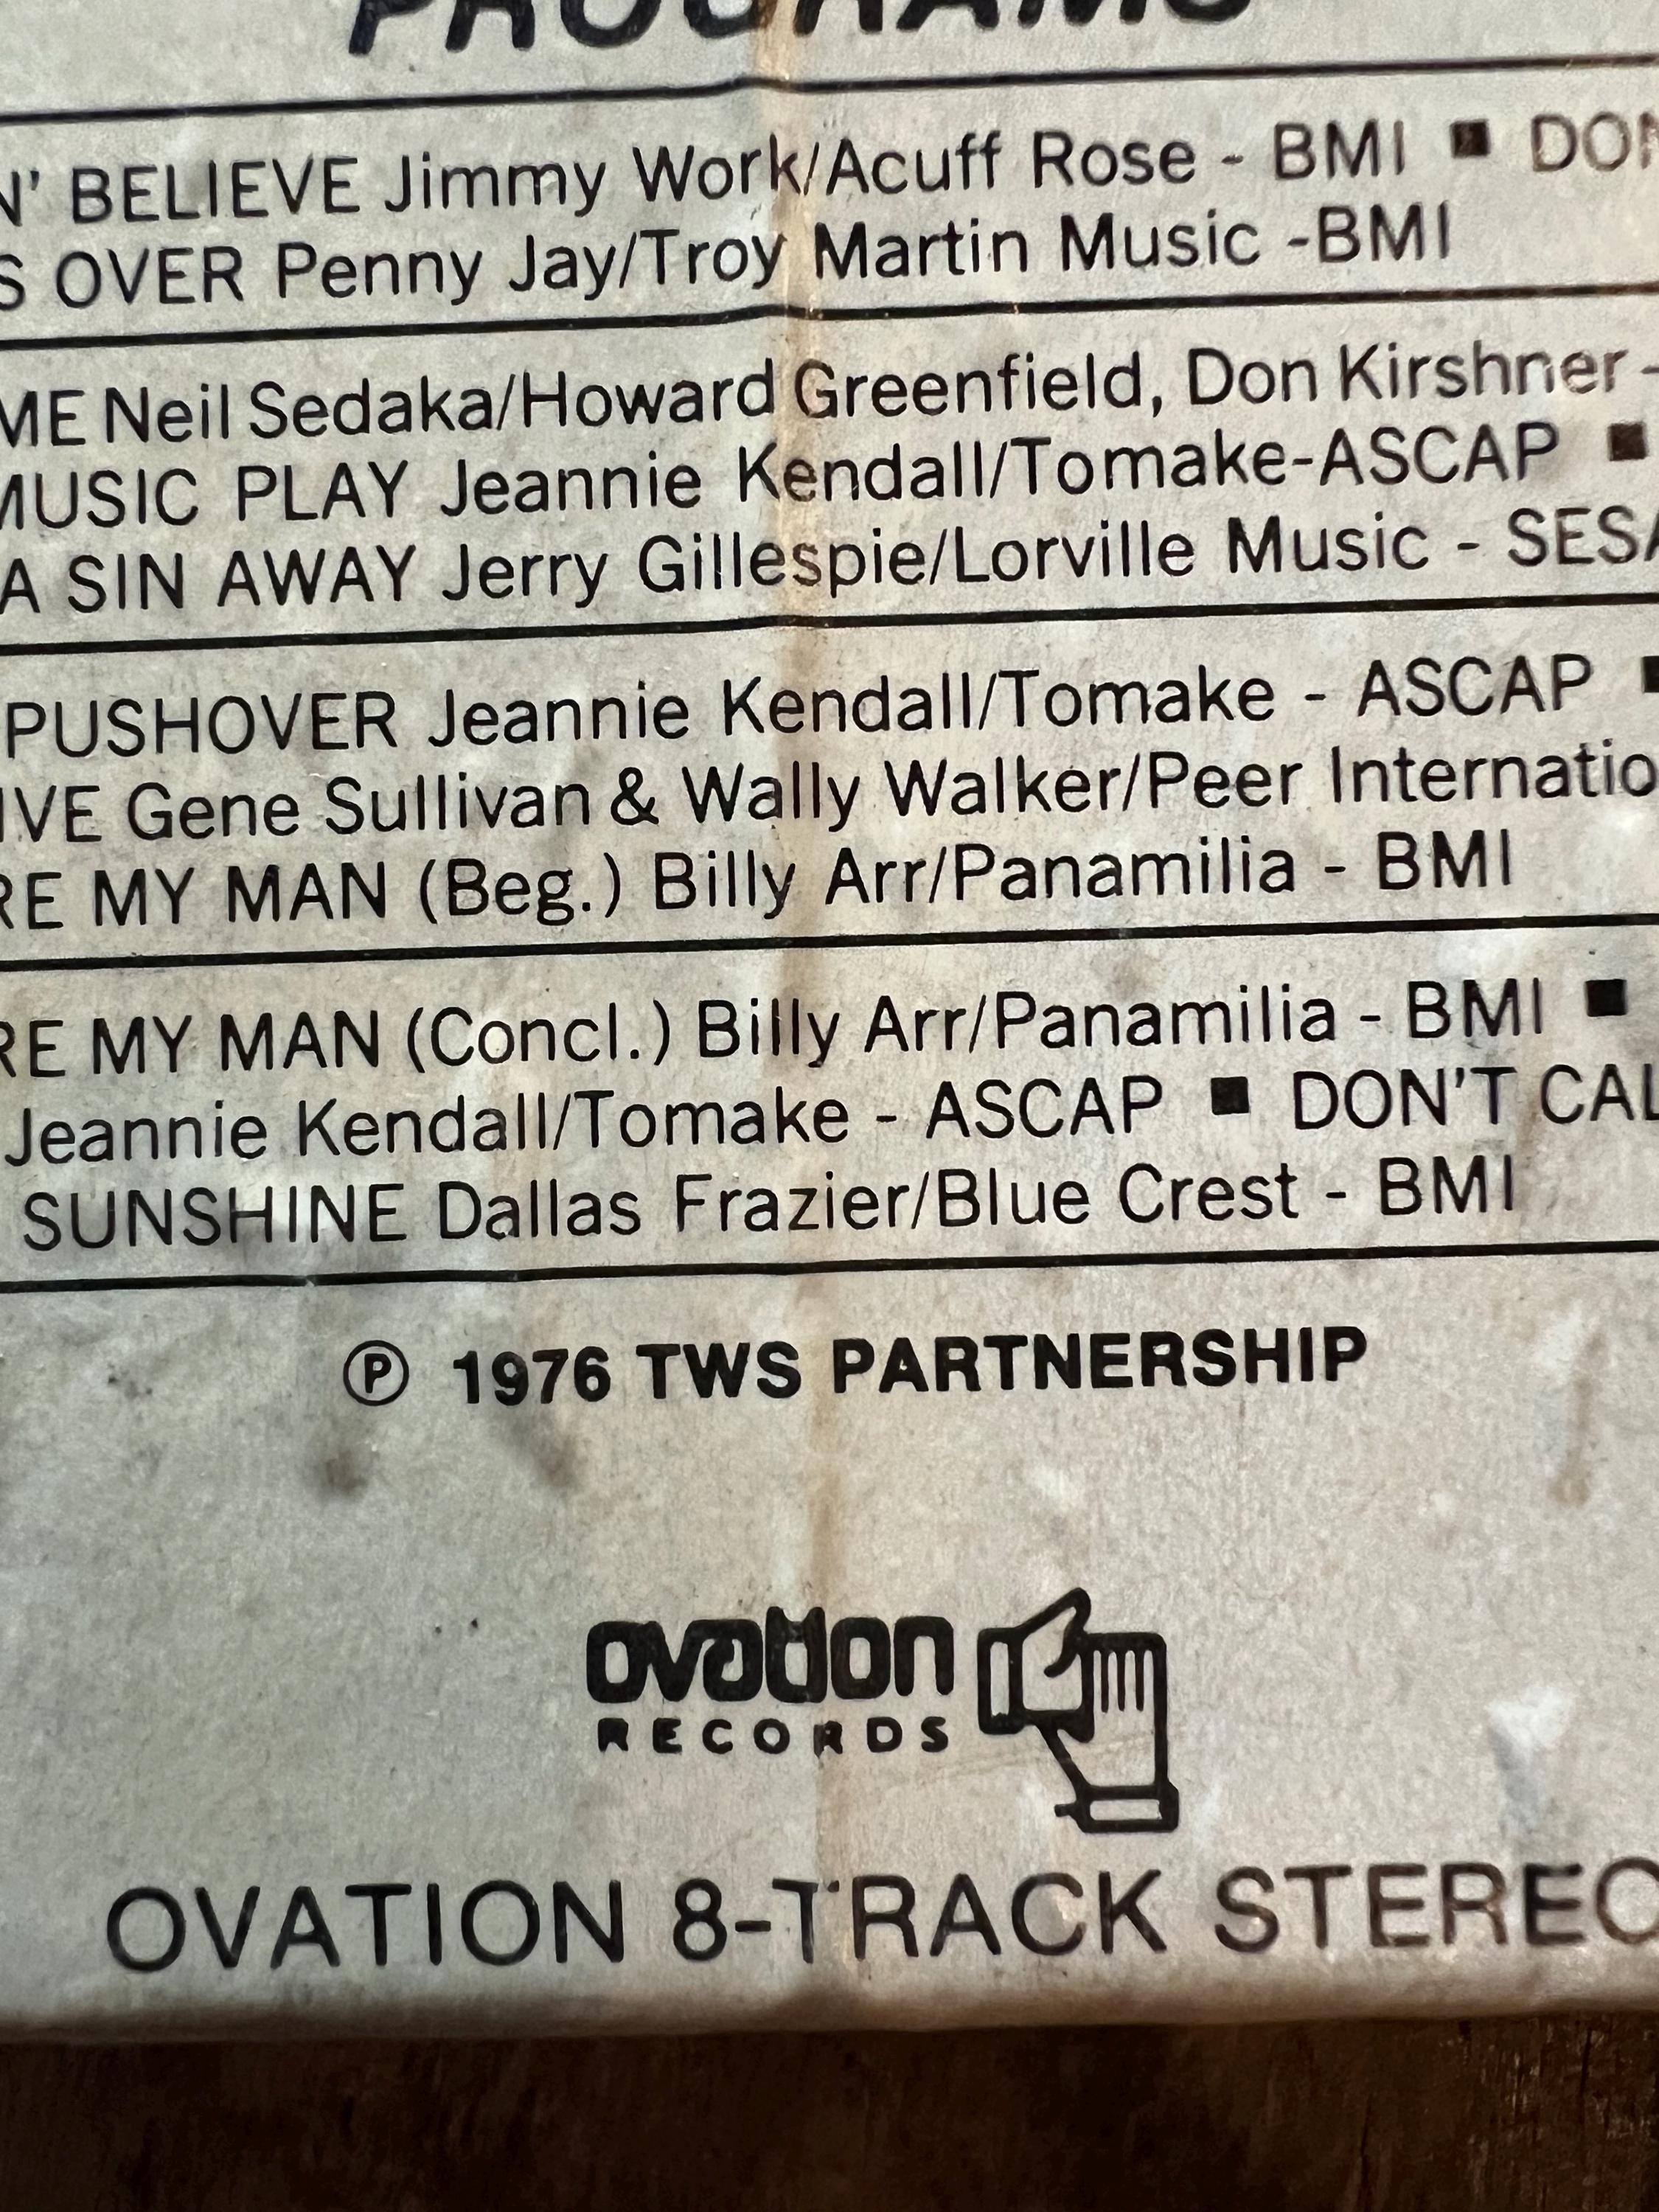 PROGRAMS
N' BELIEVE Jimmy Work/Acuff Rose - BMI ■ DON
S OVER Penny Jay/Troy Martin Music -BMI
ME Neil Sedaka/Howard Greenfield, Don Kirshner -
MUSIC PLAY Jeannie Kendall/Tomake-ASCAP ■
A SIN AWAY Jerry Gillespie/Lorville Music - SESA
PUSHOVER Jeannie Kendall/Tomake - ASCAP ■
IVE Gene Sullivan & Wally Walker/Peer Internatio
RE MY MAN (Beg.) Billy Arr/Panamilia - BMI
RE MY MAN (Concl.) Billy Arr/Panamilia - BMI ■
Jeannie Kendall/Tomake - ASCAP ■ DON'T CAL
SUNSHINE Dallas Frazier/Blue Crest - BMI
℗ 1976 TWS PARTNERSHIP
ovation
RECORDS
OVATION 8-TRACK STEREO